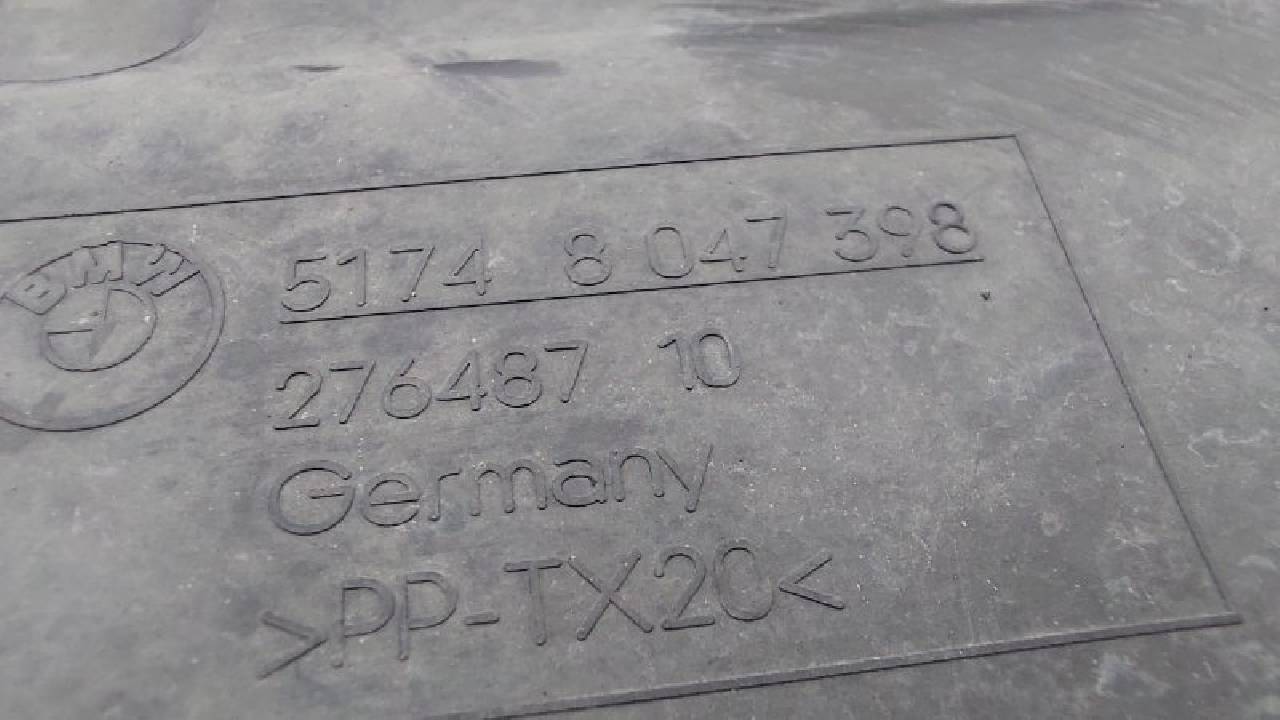 BMW
5174 8 047 398
276487 10
Germany
>PP-TX20<